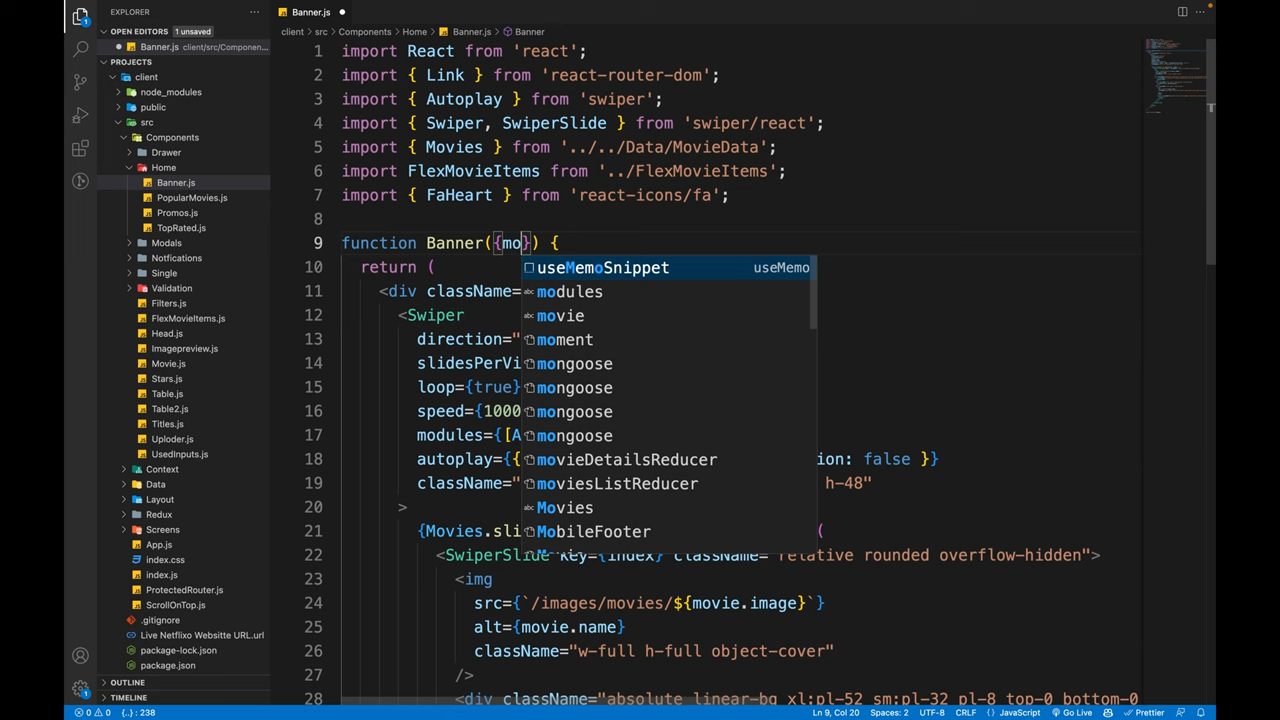 EXPLORER
OPEN EDITORS 1 unsaved
Banner.js client/src/Componen...
PROJECTS
client
node_modules
public
src
Components
Drawer
Home
Banner.js
PopularMovies.js
Promos.js
TopRated.js
Modals
Notfications
Single
Validation
Filters.js
FlexMovieItems.js
Head.js
Imagepreview.js
Movie.js
Stars.js
Table.js
Table2.js
Titles.js
Uploder.js
UsedInputs.js
Context
Data
Layout
Redux
Screens
App.js
index.css
index.js
ProtectedRouter.js
ScrollOnTop.js
.gitignore
Live Netflixo Websitte URL.url
package-lock.json
package.json
OUTLINE
TIMELINE
Banner.js
client > src > Components > Home > Banner.js > Banner
1 import React from 'react';
2 import { Link } from 'react-router-dom';
3 import { Autoplay } from 'swiper';
4 import { Swiper, SwiperSlide } from 'swiper/react';
5 import { Movies } from '../../Data/MovieData';
6 import FlexMovieItems from '../FlexMovieItems';
7 import { FaHeart } from 'react-icons/fa';
8
9 function Banner({mo}) {
10 return (
11 <div className=
12 <Swiper
13 direction="
14 slidesPerVi
15 loop={true}
16 speed={1000
17 modules={[A
18 autoplay={{ ion: false }}
19 className=" h-48"
20 >
21 {Movies.sli (
22 <SwiperSlide key={index} className="relative rounded overflow-hidden">
23 <img
24 src={`/images/movies/${movie.image}`}
25 alt={movie.name}
26 className="w-full h-full object-cover"
27 />
28 <div className="absolute linear-bg xl:pl-52 sm:pl-32 pl-8 top-0 bottom-0
useMemoSnippet useMemo
modules
movie
moment
mongoose
mongoose
mongoose
mongoose
movieDetailsReducer
moviesListReducer
Movies
MobileFooter
0 0 {..}: 238 Ln 9, Col 20 Spaces: 2 UTF-8 CRLF {} JavaScript Go Live Prettier